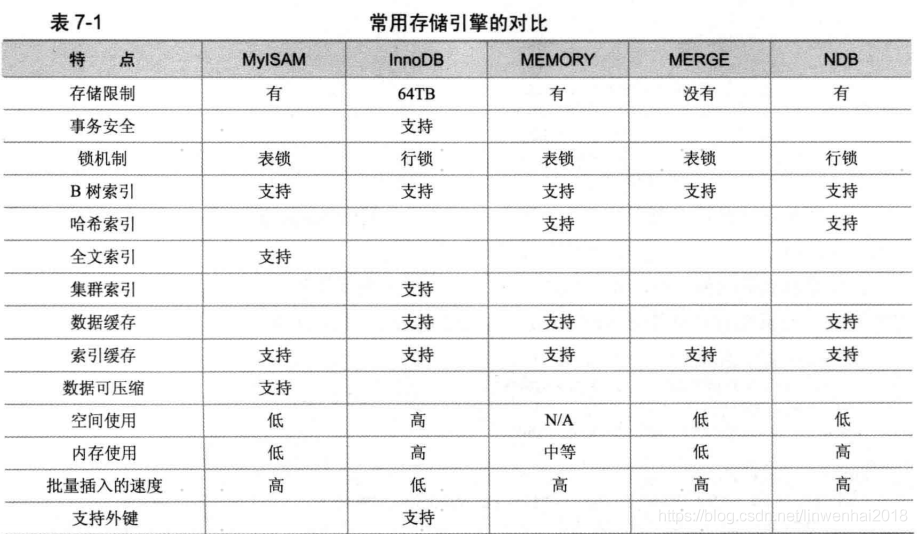 表 7-1 常用存储引擎的对比
特 点 MyISAM InnoDB MEMORY MERGE NDB
存储限制 有 64TB 有 没有 有
事务安全 支持
锁机制 表锁 行锁 表锁 表锁 行锁
B 树索引 支持 支持 支持 支持 支持
哈希索引 支持 支持
全文索引 支持
集群索引 支持
数据缓存 支持 支持 支持
索引缓存 支持 支持 支持 支持 支持
数据可压缩 支持
空间使用 低 高 N/A 低 低
内存使用 低 高 中等 低 高
批量插入的速度 高 低 高 高 高
支持外键 支持
https://blog.csdn.net/linwenhai2018